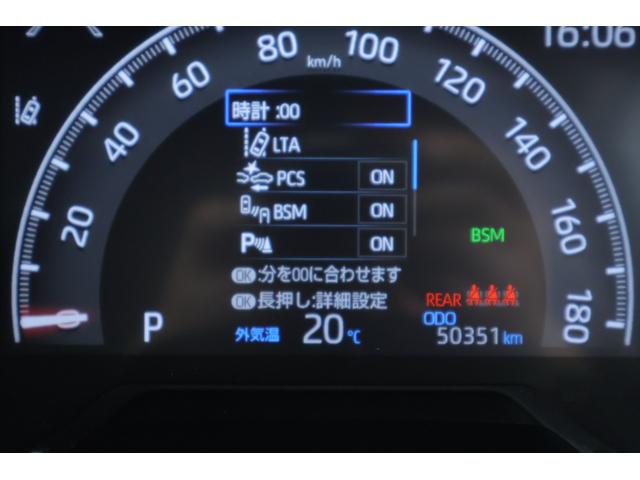 16:06
80
100
km/h
60
120
40
140
20
160
180
時計 :00
LTA
PCS ON
BSM ON
P ON
BSM
OK:分を00に合わせます
OK長押し:詳細設定
REAR
ODO
P
外気温 20℃
50351km